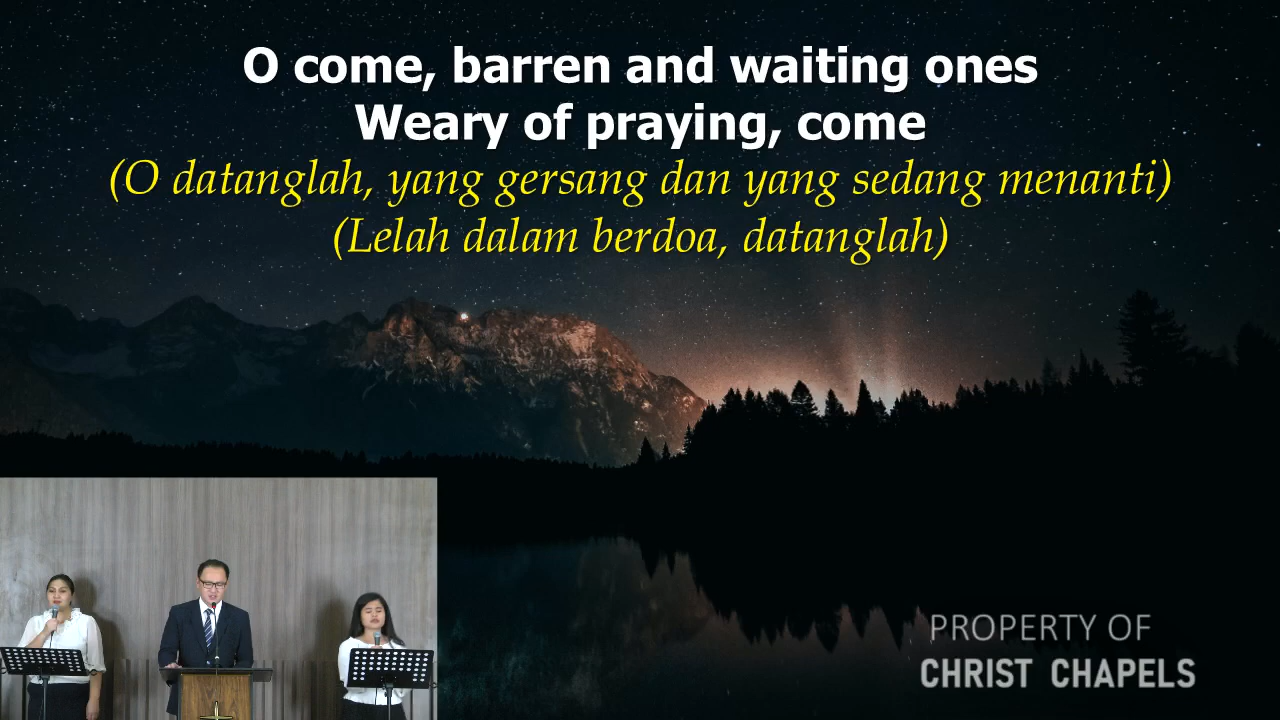 O come, barren and waiting ones
Weary of praying, come
(O datanglah, yang gersang dan yang sedang menanti)
(Lelah dalam berdoa, datanglah)
PROPERTY OF
CHRIST CHAPELS